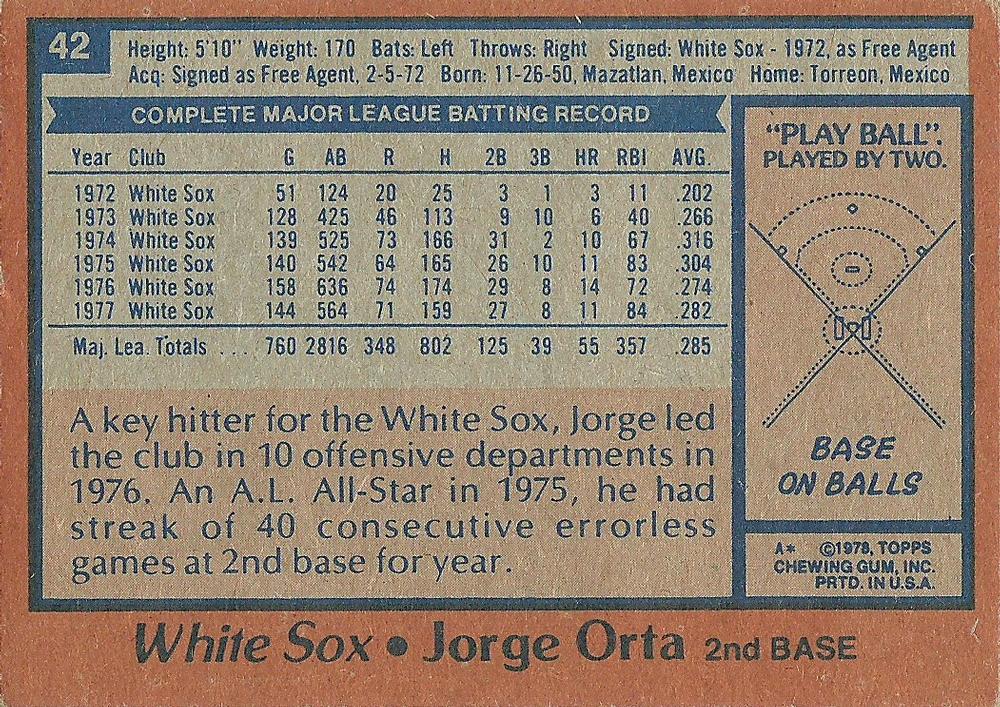 42
Height: 5'10" Weight: 170 Bats: Left Throws: Right Signed: White Sox - 1972, as Free Agent
Acq: Signed as Free Agent, 2-5-72 Born: 11-26-50, Mazatlan, Mexico Home: Torreon, Mexico
COMPLETE MAJOR LEAGUE BATTING RECORD
Year Club G AB R H 2B 3B HR RBI AVG.
1972 White Sox 51 124 20 25 3 1 3 11 .202
1973 White Sox 128 425 46 113 9 10 6 40 .266
1974 White Sox 139 525 73 166 31 2 10 67 .316
1975 White Sox 140 542 64 165 26 10 11 83 .304
1976 White Sox 158 636 74 174 29 8 14 72 .274
1977 White Sox 144 564 71 159 27 8 11 84 .282
Maj. Lea. Totals .... 760 2816 348 802 125 39 55 357 .285
A key hitter for the White Sox, Jorge led
the club in 10 offensive departments in
1976. An A.L. All-Star in 1975, he had
streak of 40 consecutive errorless
games at 2nd base for year.
"PLAY BALL".
PLAYED BY TWO.
BASE
ON BALLS
A* ©1978, TOPPS
CHEWING GUM, INC.
PRTD. IN U.S.A.
White Sox • Jorge Orta 2nd BASE